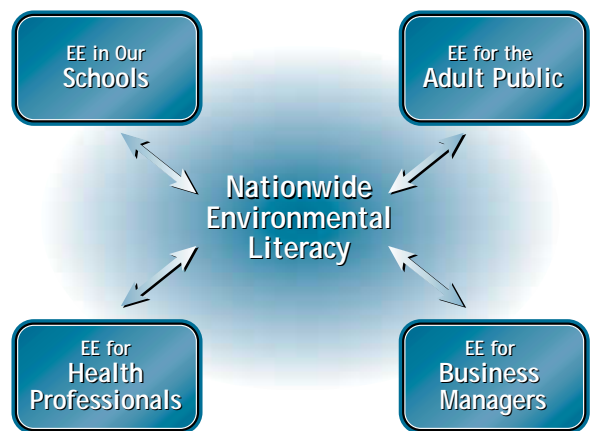 EE in Our
Schools
EE for the
Adult Public
Nationwide
Environmental
Literacy
EE for
Health
Professionals
EE for
Business
Managers